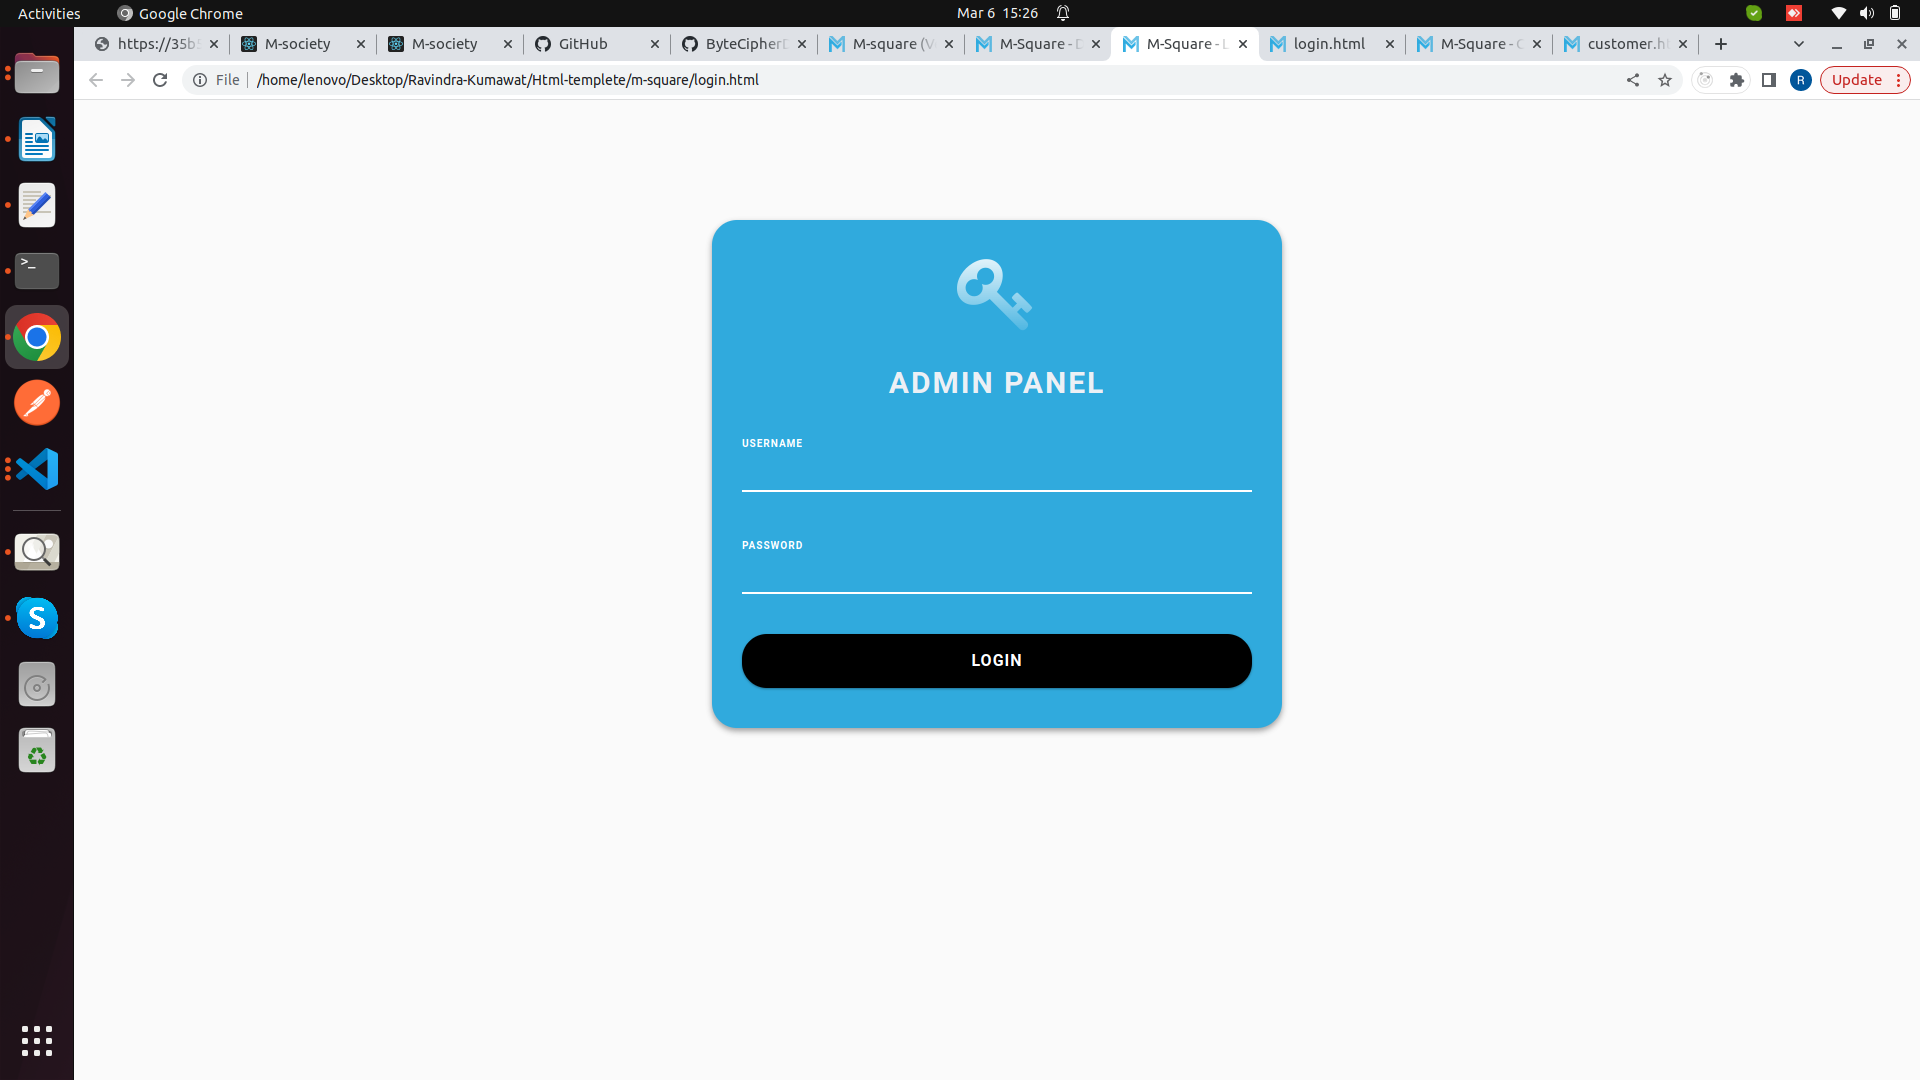 Activities
Google Chrome
Mar 6 15:26
https://35b
M-society
M-society
GitHub
ByteCipher
M-square (V
M-Square - D
M-Square - L
login.html
M-Square - C
customer.h
File
/home/lenovo/Desktop/Ravindra-Kumawat/Html-templete/m-square/login.html
R
Update
>_
S
ADMIN PANEL
USERNAME
PASSWORD
LOGIN